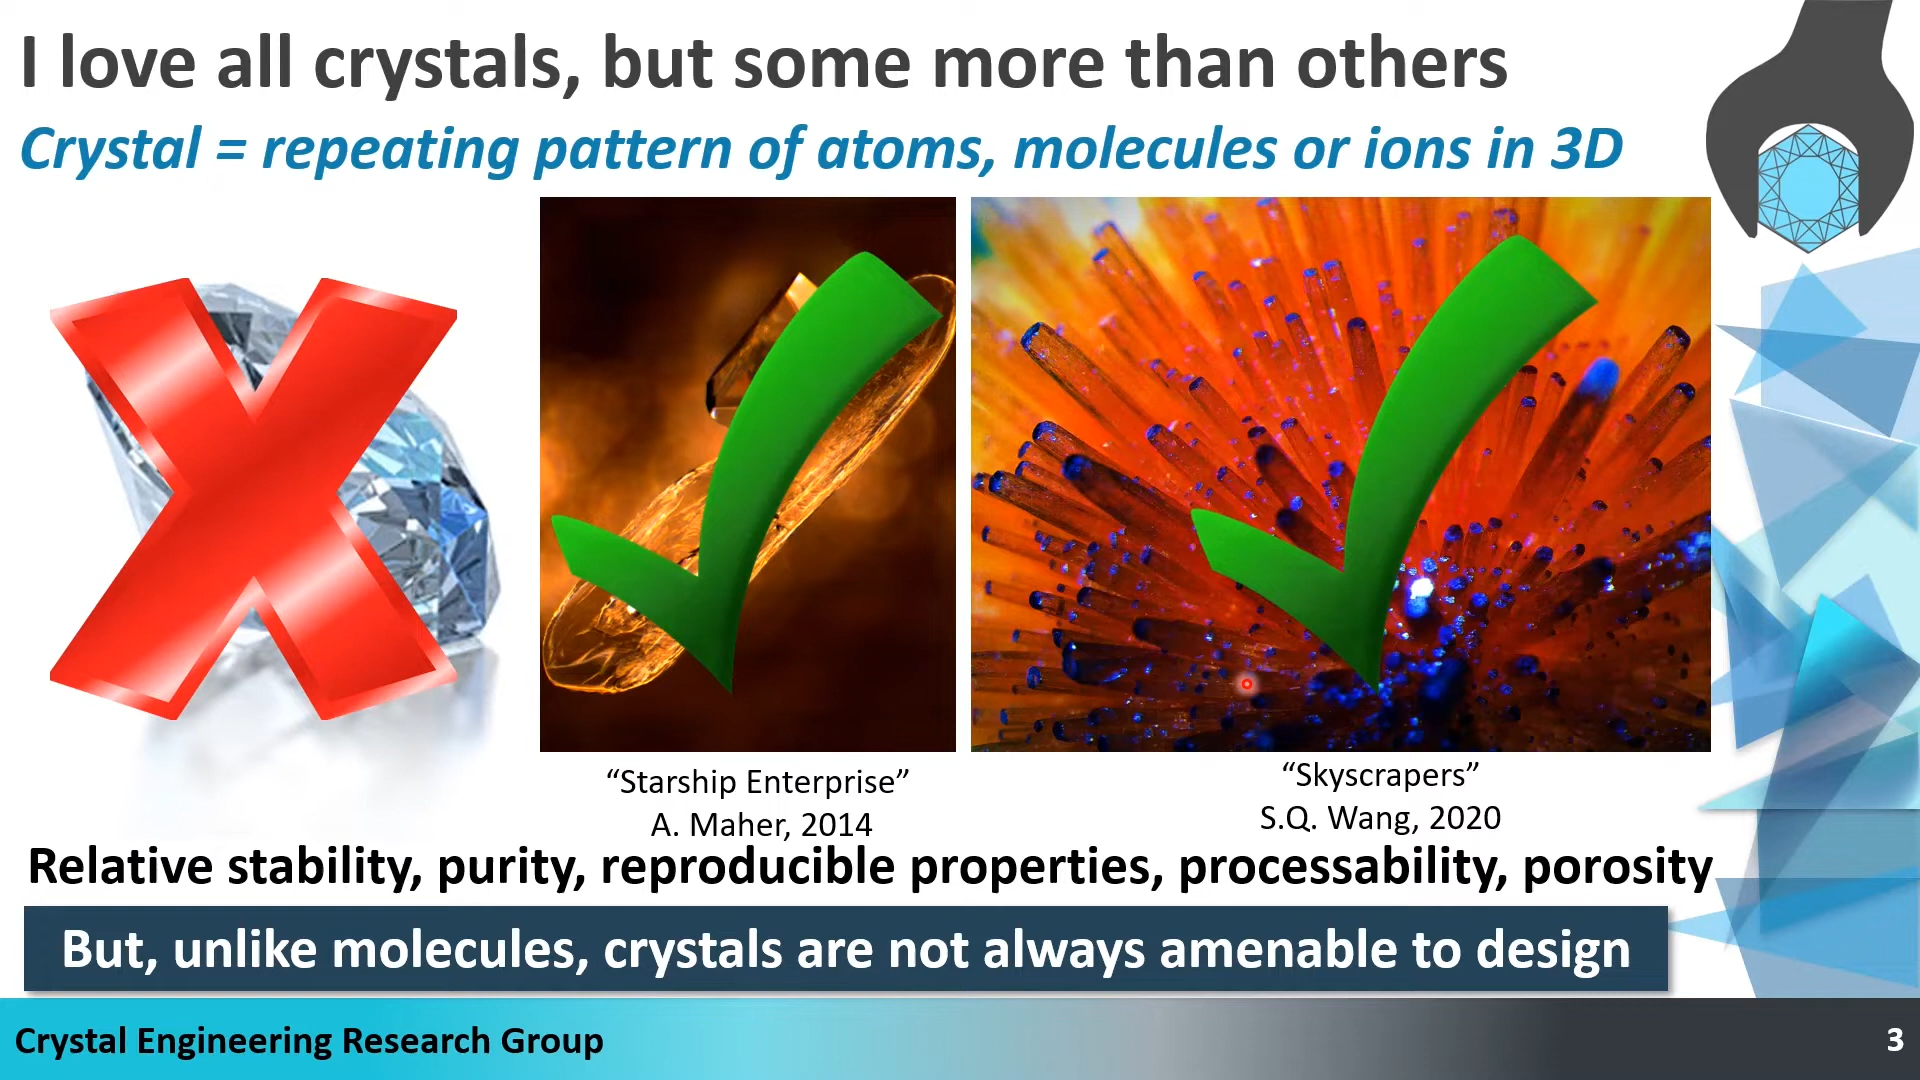 I love all crystals, but some more than others
Crystal = repeating pattern of atoms, molecules or ions in 3D
“Starship Enterprise”
A. Maher, 2014
“Skyscrapers”
S.Q. Wang, 2020
Relative stability, purity, reproducible properties, processability, porosity
But, unlike molecules, crystals are not always amenable to design
Crystal Engineering Research Group
3